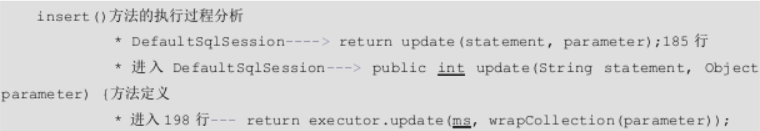 insert()方法的执行过程分析
* DefaultSqlSession----> return update(statement, parameter);185 行
* 进入 DefaultSqlSession---> public int update(String statement, Object
parameter) {方法定义
* 进入 198 行--- return executor.update(ms, wrapCollection(parameter));